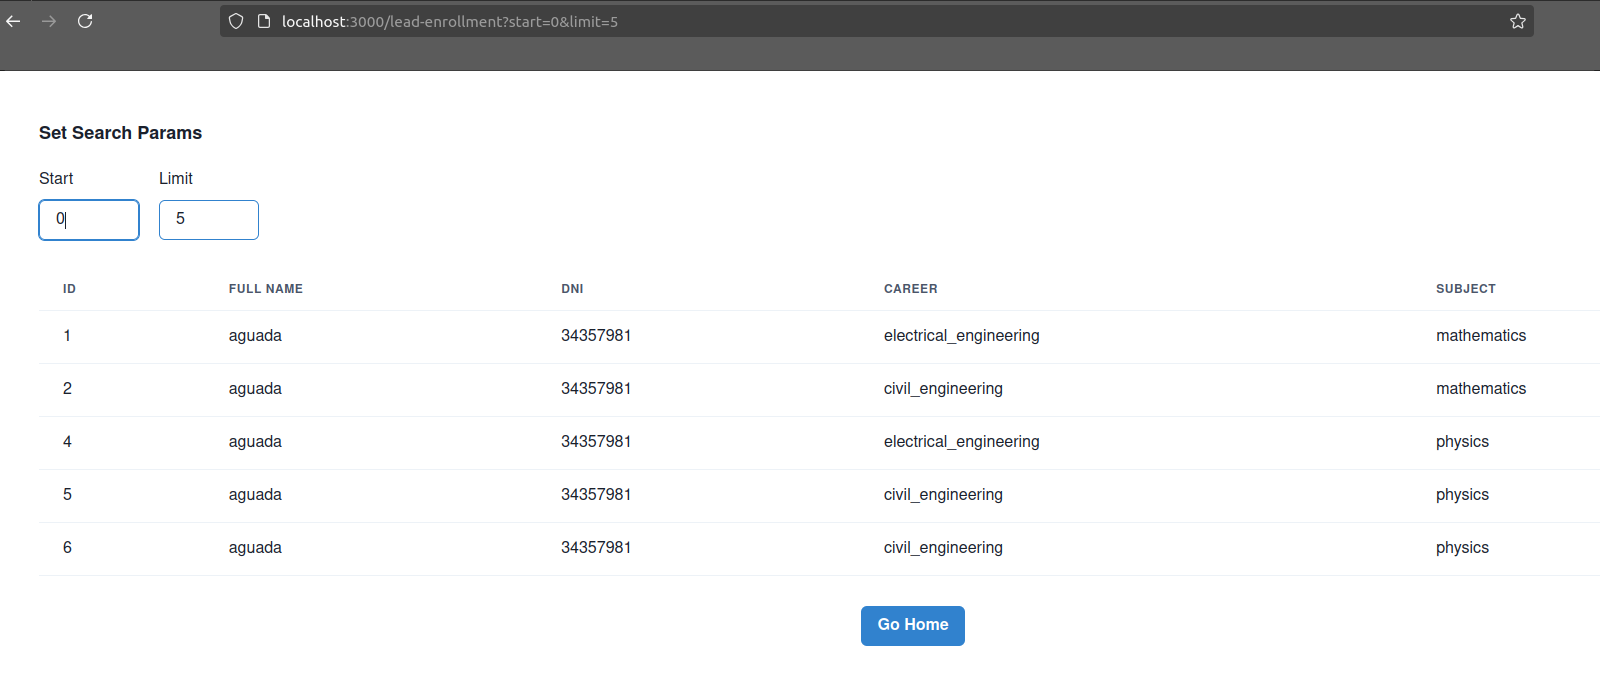 localhost:3000/lead-enrollment?start=0&limit=5
Set Search Params
Start Limit
0 5
ID FULL NAME DNI CAREER SUBJECT
1 aguada 34357981 electrical_engineering mathematics
2 aguada 34357981 civil_engineering mathematics
4 aguada 34357981 electrical_engineering physics
5 aguada 34357981 civil_engineering physics
6 aguada 34357981 civil_engineering physics
Go Home